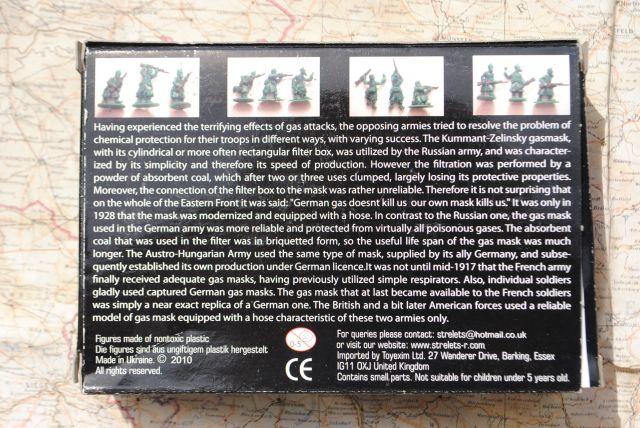 Having experienced the terrifying effects of gas attacks, the opposing armies tried to resolve the problem of
chemical protection for their troops in different ways, with varying success. The Kummant-Zelinsky gasmask,
with its cylindrical or more often rectangular filter box, was utilized by the Russian army, and was character-
ized by its simplicity and therefore its speed of production. However the filtration was performed by a
powder of absorbent coal, which after two or three uses clumped, largely losing its protective properties.
Moreover, the connection of the filter box to the mask was rather unreliable. Therefore it is not surprising that
on the whole of the Eastern Front it was said: "German gas doesnt kill us our own mask kills us." It was only in
1928 that the mask was modernized and equipped with a hose. In contrast to the Russian one, the gas mask
used in the German army was more reliable and protected from virtually all poisonous gases. The absorbent
coal that was used in the filter was in briquetted form, so the useful life span of the gas mask was much
longer. The Austro-Hungarian Army used the same type of mask, supplied by its ally Germany, and subse-
quently established its own production under German licence.It was not until mid-1917 that the French army
finally received adequate gas masks, having previously utilized simple respirators. Also, individual soldiers
gladly used captured German gas masks. The gas mask that at last became available to the French soldiers
was simply a near exact replica of a German one. The British and a bit later American forces used a reliable
model of gas mask equipped with a hose characteristic of these two armies only.
Figures made of nontoxic plastic
Die figures sind äus ungiftigem plastik hergestelt
Made in Ukraine. © 2010
All rights reserved.
0-5
CE
For queries please contact: strelets@hotmail.co.uk
or visit our website: www.strelets-r.com
Imported by Toyexim Ltd. 27 Wanderer Drive, Barking, Essex
IG11 OXJ United Kingdom
Contains small parts. Not suitable for children under 5 years old.